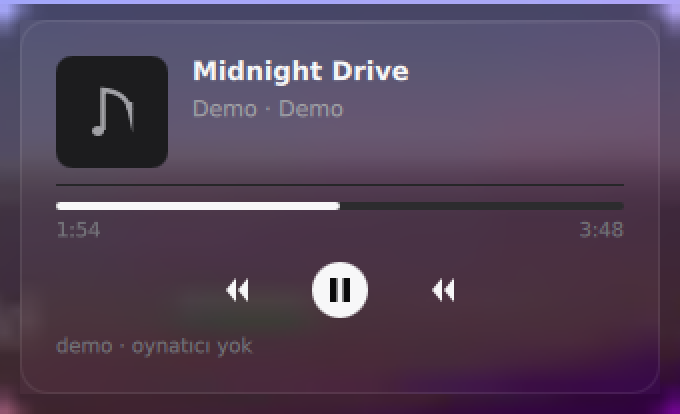 Midnight Drive
Demo · Demo
1:54
3:48
demo · oynatıcı yok